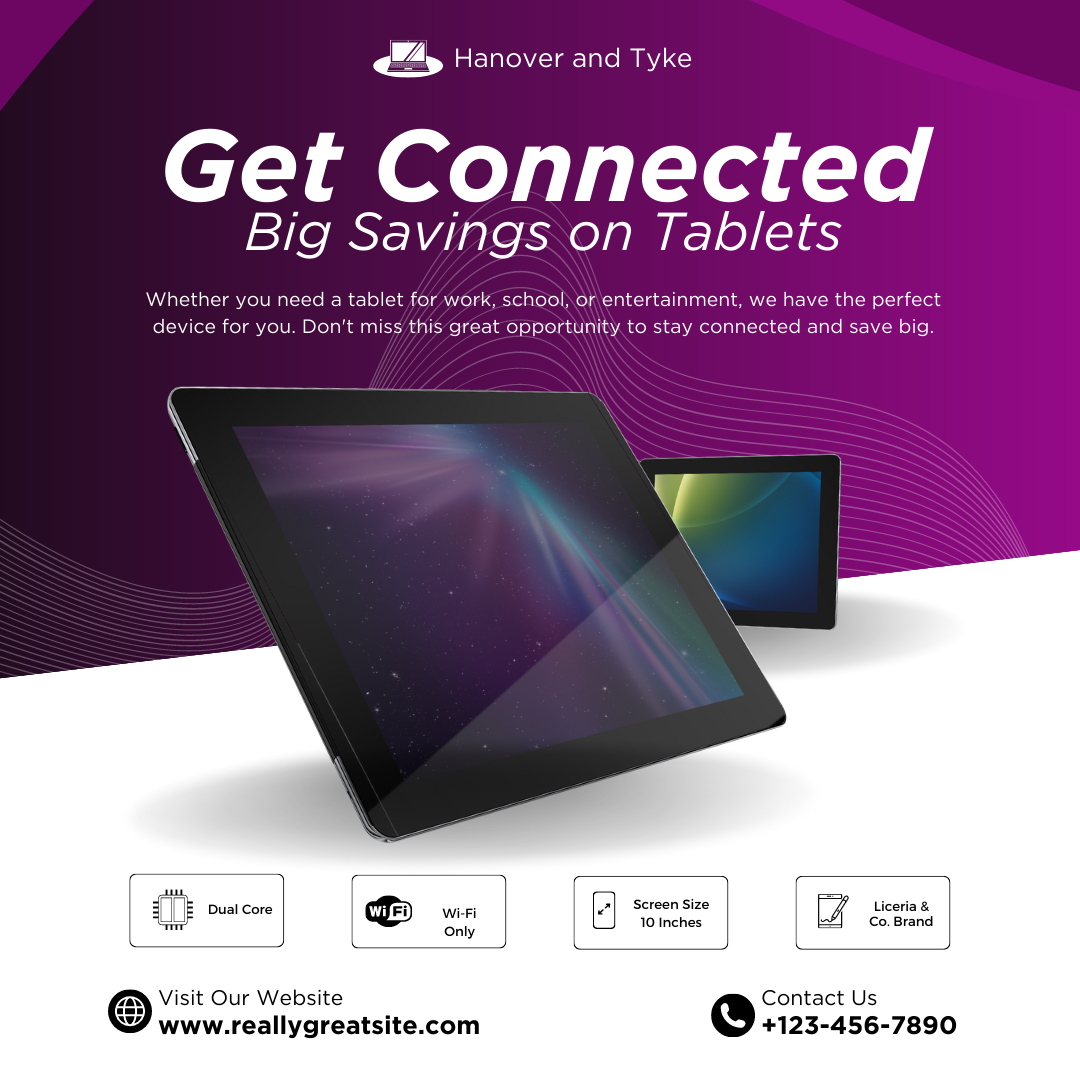 Hanover and Tyke
Get Connected
Big Savings on Tablets
Whether you need a tablet for work, school, or entertainment, we have the perfect
device for you. Don't miss this great opportunity to stay connected and save big.
Dual Core
Wi Fi
Wi-Fi
Only
Screen Size
10 Inches
Liceria &
Co. Brand
Visit Our Website
www.reallygreatsite.com
Contact Us
+123-456-7890